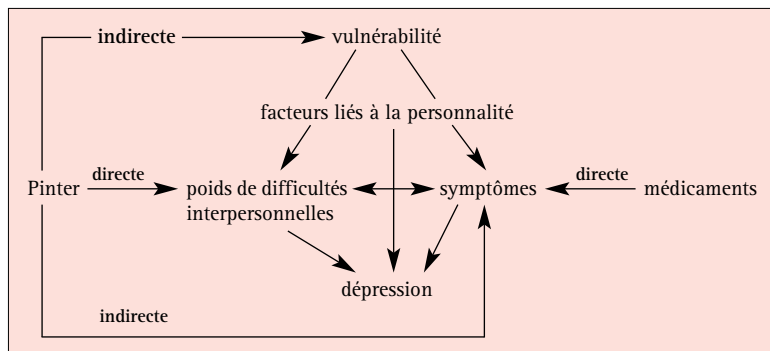 indirecte
vulnérabilité
facteurs liés à la personnalité
directe
directe
Pinter
poids de difficultés
symptômes
médicaments
interpersonnelles
dépression
indirecte